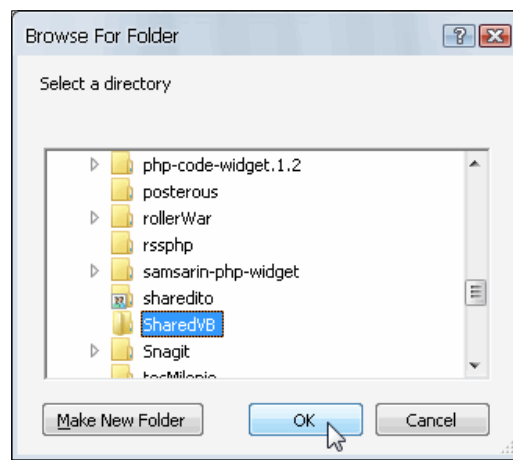 Browse For Folder
Select a directory
php-code-widget.1.2
posterous
rollerWar
rssphp
samsarin-php-widget
sharedito
SharedVB
Snagit
Make New Folder
OK
Cancel